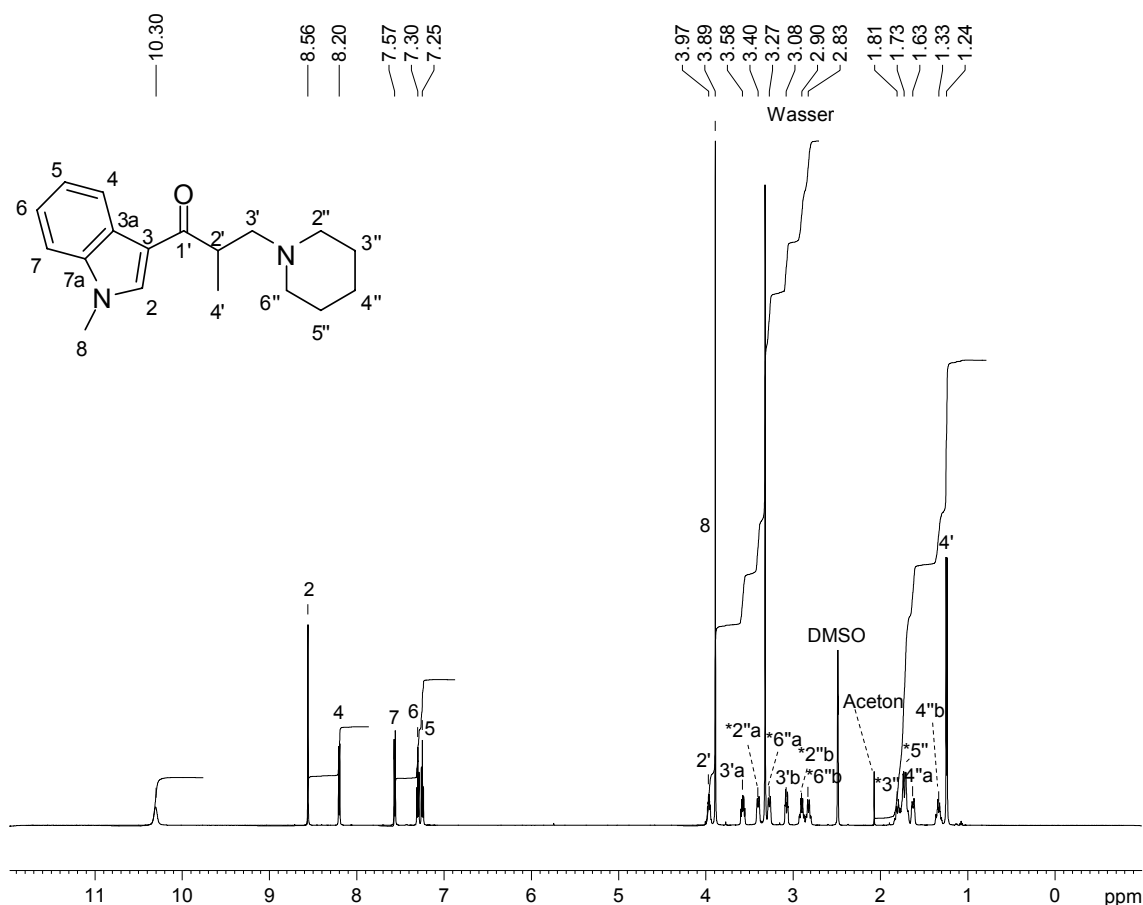 10.30 8.56 8.20 7.57 7.30 7.25 3.97 3.89 3.58 3.40 3.27 3.08 2.90 2.83 1.81 1.73 1.63 1.33 1.24
Wasser
5 4 O
6 3a 3 1' 2' 3' 2'' 3''
7 7a N 2 4' N 6'' 5'' 4''
8
8
2 4'
DMSO
4 7 6 5
Aceton 4''b
*2''a *6''a *2''b *5''
2' 3'a 3'b *6''b *3'' 4''a
11 10 9 8 7 6 5 4 3 2 1 0 ppm